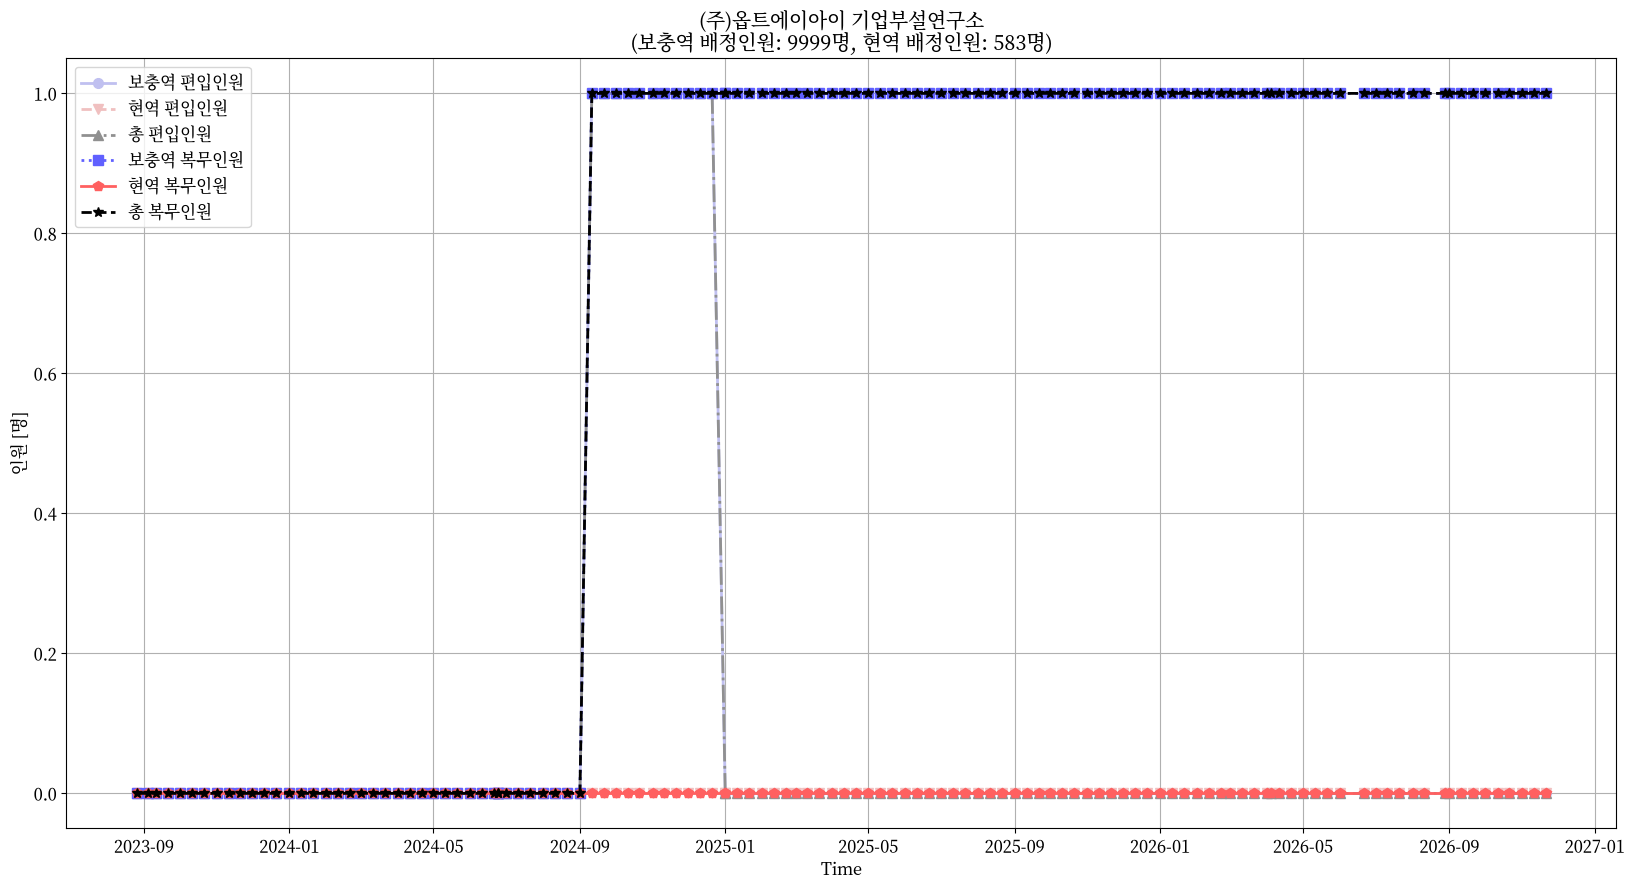 (주)옵트에이아이 기업부설연구소
(보충역 배정인원: 9999명, 현역 배정인원: 583명)
보충역 편입인원
현역 편입인원
총 편입인원
보충역 복무인원
현역 복무인원
총 복무인원
인원 [명]
1.0
0.8
0.6
0.4
0.2
0.0
2023-09 2024-01 2024-05 2024-09 2025-01 2025-05 2025-09 2026-01 2026-05 2026-09 2027-01
Time